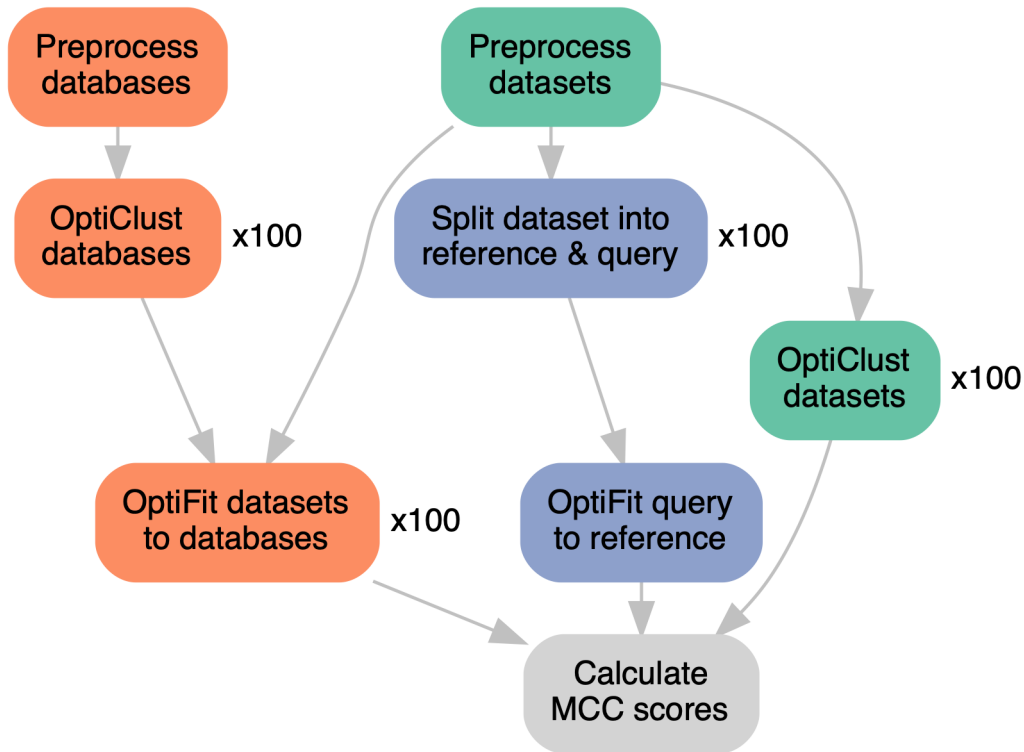 Preprocess
databases
Preprocess
datasets
OptiClust
databases
x100
Split dataset into
reference & query
x100
OptiClust
datasets
x100
OptiFit datasets
to databases
x100
OptiFit query
to reference
Calculate
MCC scores